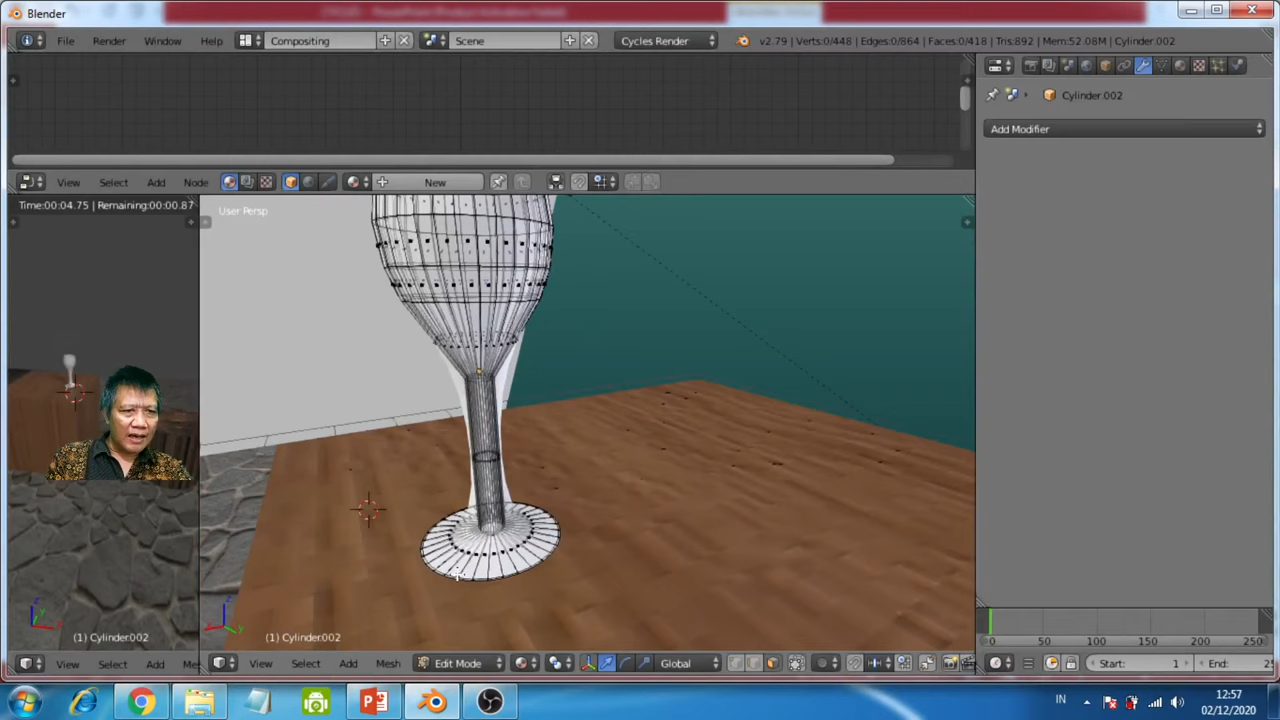 Blender
File Render Window Help Compositing Scene Cycles Render v2.79 | Verts:0/448 | Edges:0/864 | Faces:0/418 | Tris:892 | Mem:52.08M | Cylinder.002
Cylinder.002
Add Modifier
View Select Add Node New
Time:00:04.75 | Remaining:00:00.87
User Persp
(1) Cylinder.002
(1) Cylinder.002
0 50 100 150 200 250
View Select Add Me
View Select Add Mesh Edit Mode Global
Start: 1 End: 25
IN
12:57
02/12/2020